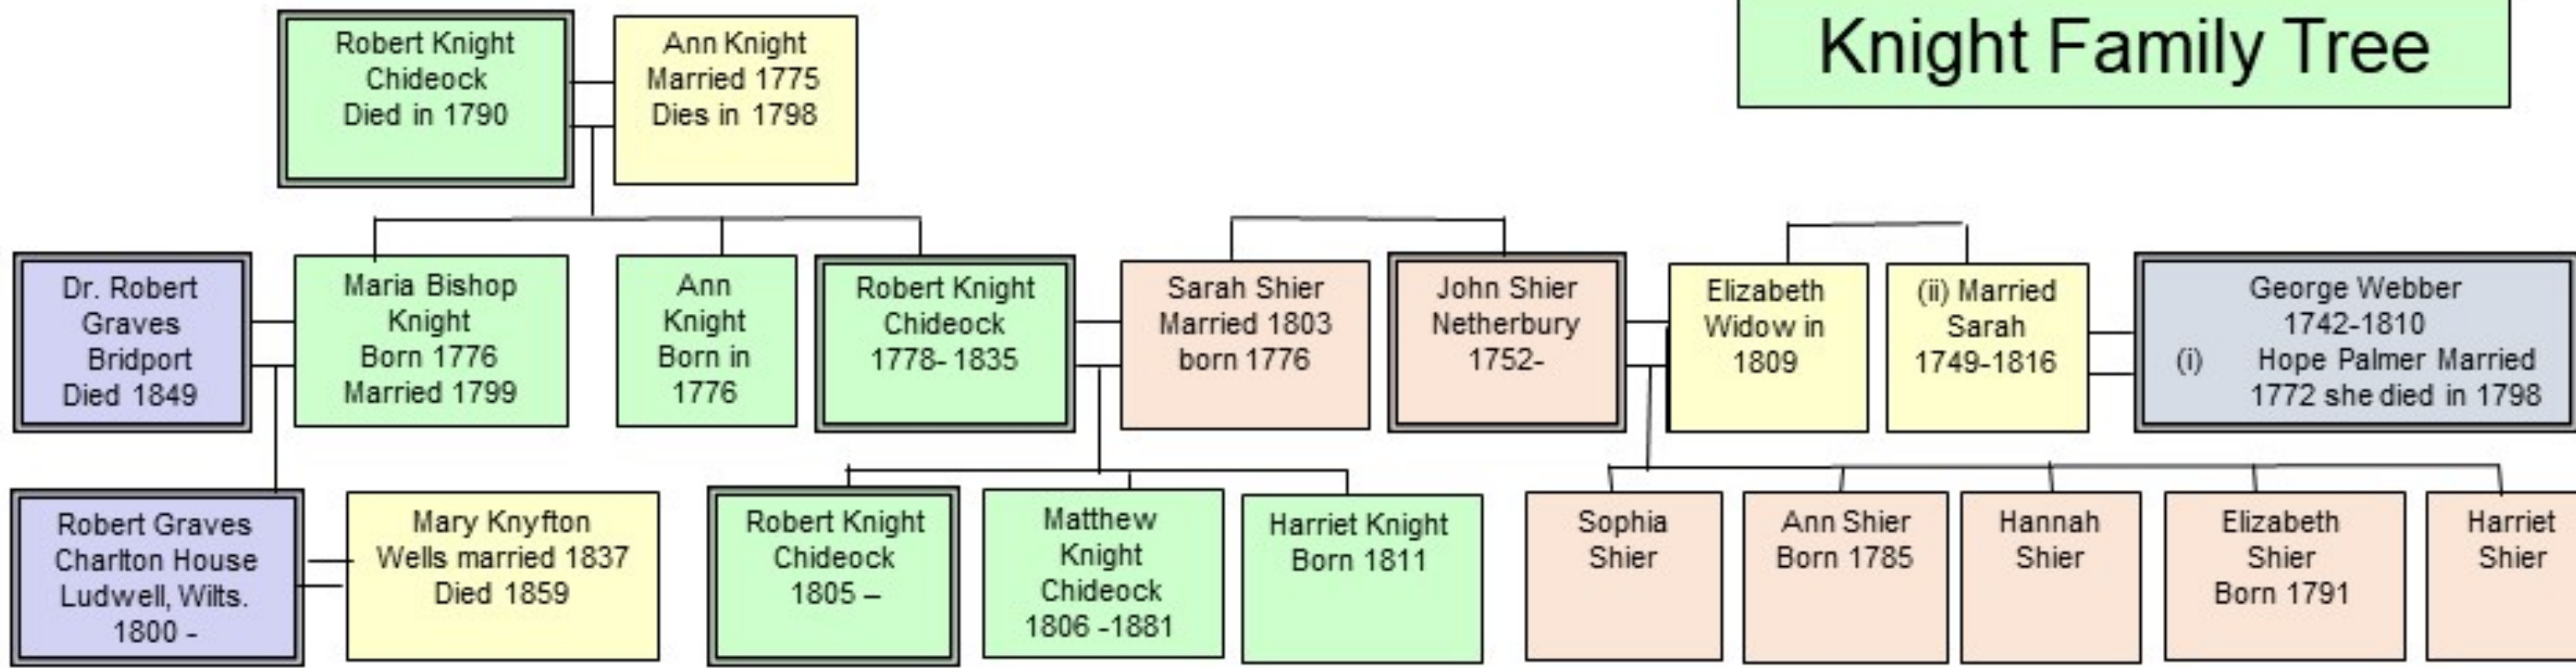 Knight Family Tree
Robert Knight
Chideock
Died in 1790
Ann Knight
Married 1775
Dies in 1798
Dr. Robert
Graves
Bridport
Died 1849
Maria Bishop
Knight
Born 1776
Married 1799
Ann
Knight
Born in
1776
Robert Knight
Chideock
1778- 1835
Sarah Shier
Married 1803
born 1776
John Shier
Netherbury
1752-
Elizabeth
Widow in
1809
(ii) Married
Sarah
1749-1816
George Webber
1742-1810
(i) Hope Palmer Married
1772 she died in 1798
Robert Graves
Charlton House
Ludwell, Wilts.
1800 -
Mary Knyfton
Wells married 1837
Died 1859
Robert Knight
Chideock
1805 –
Matthew
Knight
Chideock
1806 -1881
Harriet Knight
Born 1811
Sophia
Shier
Ann Shier
Born 1785
Hannah
Shier
Elizabeth
Shier
Born 1791
Harriet
Shier